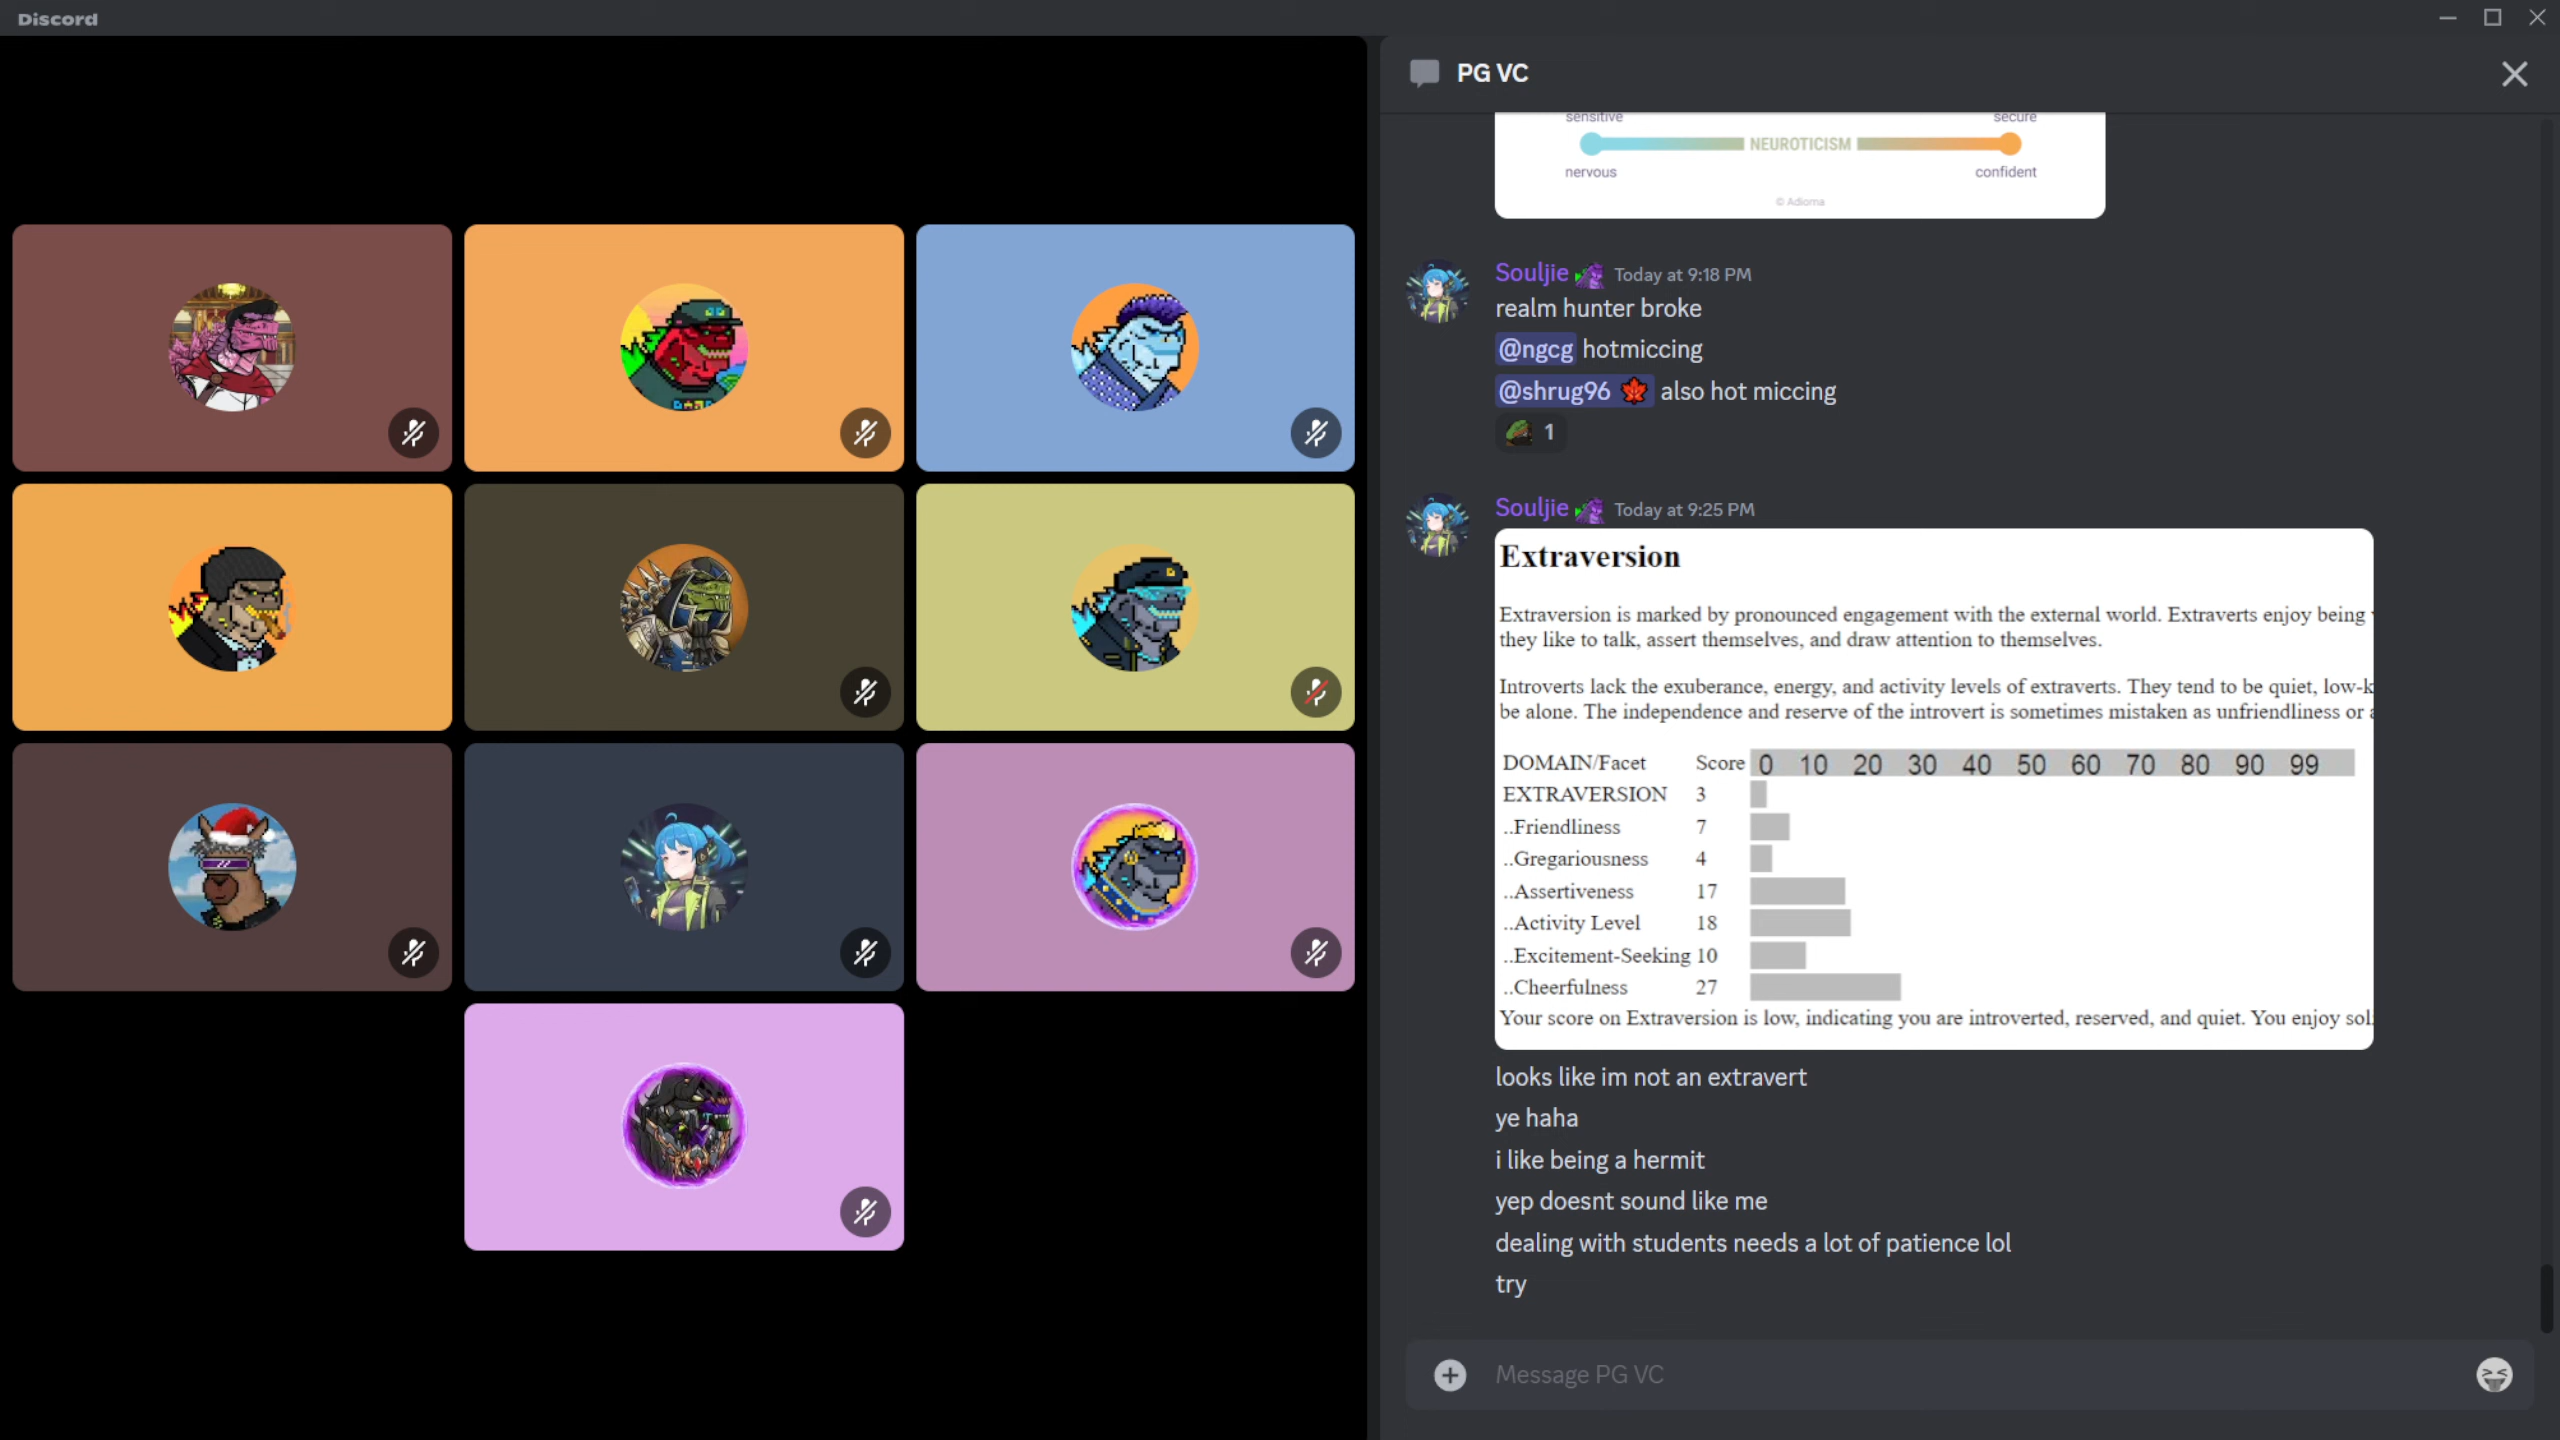 Discord
PG VC
sensitive secure
NEUROTICISM
nervous confident
© Adioma
Souljie Today at 9:18 PM
realm hunter broke
@ngcg hotmiccing
@shrug96 🍁 also hot miccing
1
Souljie Today at 9:25 PM
Extraversion
Extraversion is marked by pronounced engagement with the external world. Extraverts enjoy being
they like to talk, assert themselves, and draw attention to themselves.
Introverts lack the exuberance, energy, and activity levels of extraverts. They tend to be quiet, low-k
be alone. The independence and reserve of the introvert is sometimes mistaken as unfriendliness or
DOMAIN/Facet Score 0 10 20 30 40 50 60 70 80 90 99
EXTRAVERSION 3
..Friendliness 7
..Gregariousness 4
..Assertiveness 17
..Activity Level 18
..Excitement-Seeking 10
..Cheerfulness 27
Your score on Extraversion is low, indicating you are introverted, reserved, and quiet. You enjoy sol
looks like im not an extravert
ye haha
i like being a hermit
yep doesnt sound like me
dealing with students needs a lot of patience lol
try
Message PG VC